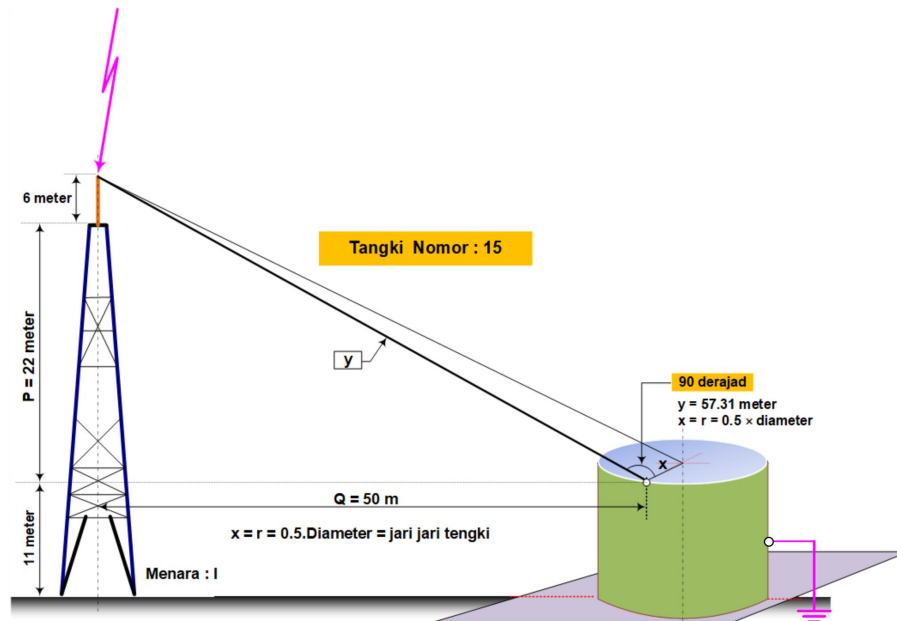 6 meter
Tangki Nomor : 15
P = 22 meter
y
90 derajad
y = 57.31 meter
x = r = 0.5 × diameter
x
Q = 50 m
11 meter
x = r = 0.5.Diameter = jari jari tengki
Menara : I